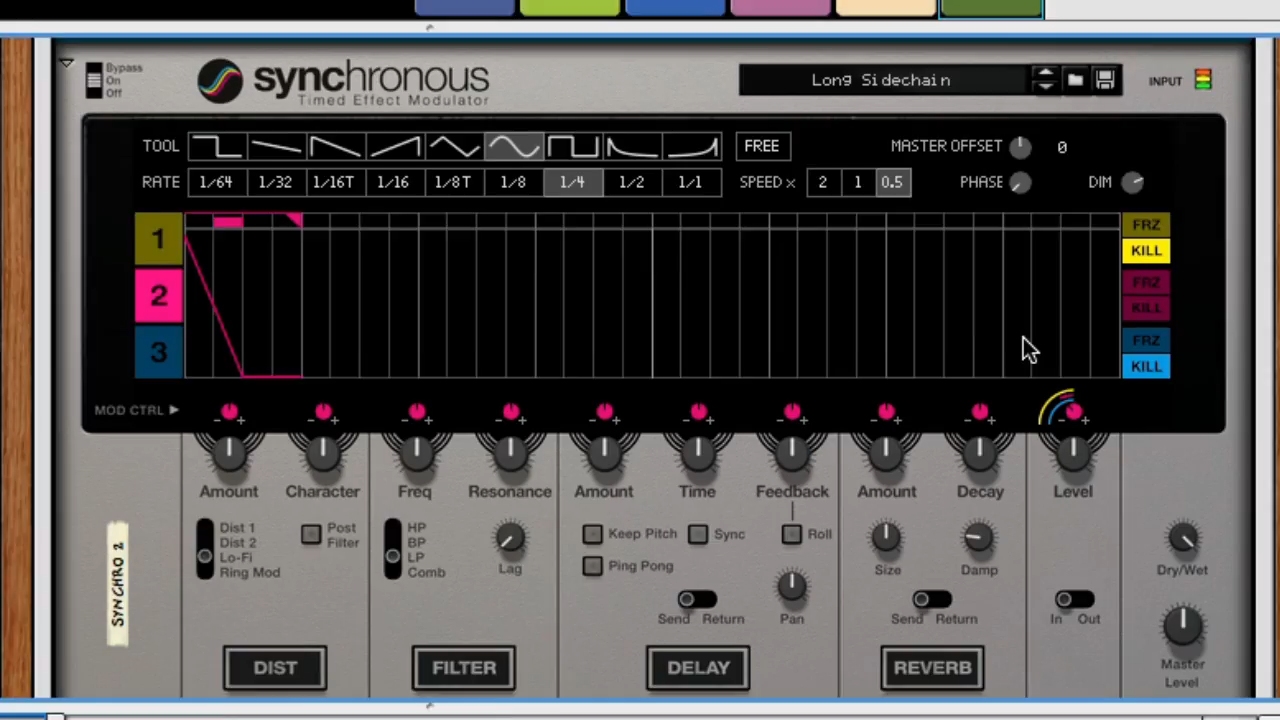 Bypass
On
Off
synchronous
Timed Effect Modulator
Long Sidechain
INPUT
TOOL
FREE
MASTER OFFSET
0
RATE
1/64
1/32
1/16T
1/16
1/8T
1/8
1/4
1/2
1/1
SPEED ×
2
1
0.5
PHASE
DIM
1
FRZ
KILL
2
FRZ
KILL
3
FRZ
KILL
MOD CTRL
- +
- +
- +
- +
- +
- +
- +
- +
- +
- +
Amount
Character
Freq
Resonance
Amount
Time
Feedback
Amount
Decay
Level
Dist 1
Dist 2
Lo-Fi
Ring Mod
Post
Filter
HP
BP
LP
Comb
Lag
Keep Pitch
Sync
Roll
Ping Pong
Send Return
Pan
Size
Damp
Send Return
In Out
Dry/Wet
Master
Level
SYNCHRO 2
DIST
FILTER
DELAY
REVERB